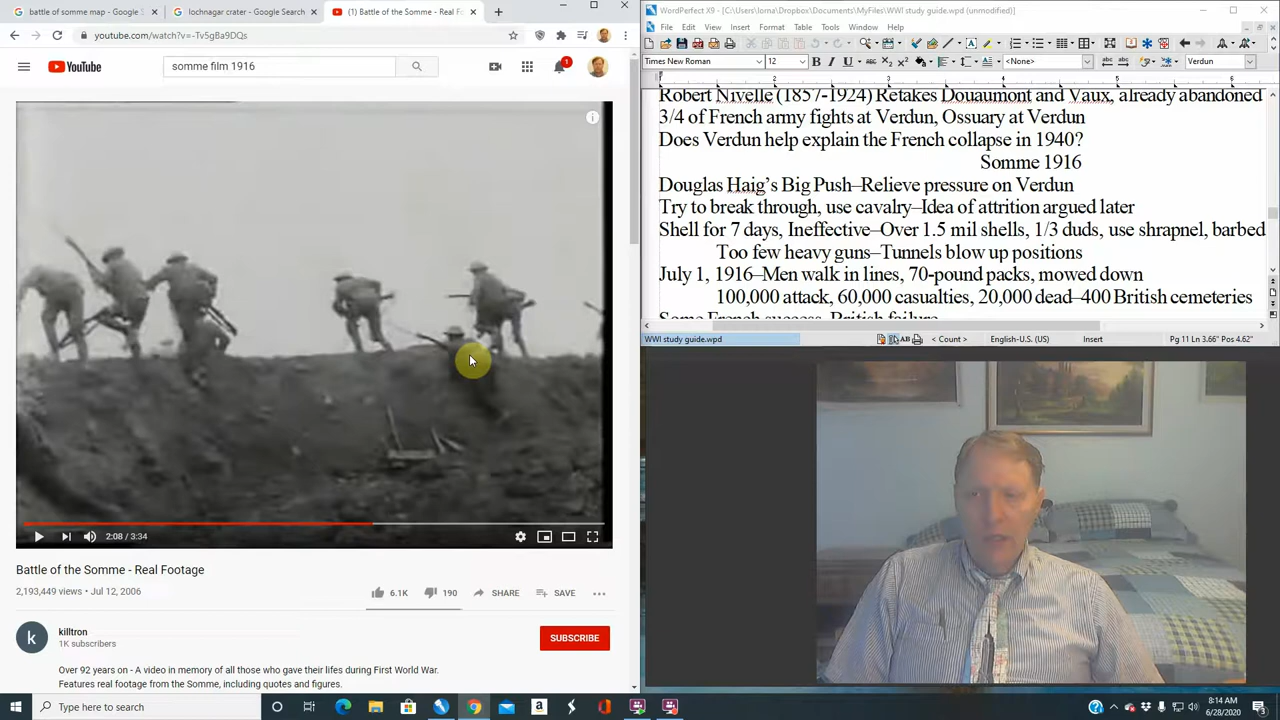 battle of somme map - Google S
lochnagar crater - Google Search
(1) Battle of the Somme - Real F
youtube.com/watch?v=-Tv5gBa9DQs
YouTube
somme film 1916
1
2:08 / 3:34
Battle of the Somme - Real Footage
2,193,449 views • Jul 12, 2006
6.1K
190
SHARE
SAVE
k
killtron
1K subscribers
SUBSCRIBE
Over 92 years on - A video in memory of all those who gave their lifes during First World War.
Features real footage from the Somme, including quotes and figures.
WordPerfect X9 - [C:\Users\lorna\Dropbox\Documents\MyFiles\WWI study guide.wpd (unmodified)]
File Edit View Insert Format Table Tools Window Help
Times New Roman
12
<None>
Verdun
1 2 3 4 5 6
Robert Nivelle (1857-1924) Retakes Douaumont and Vaux, already abandoned
3/4 of French army fights at Verdun, Ossuary at Verdun
Does Verdun help explain the French collapse in 1940?
Somme 1916
Douglas Haig's Big Push–Relieve pressure on Verdun
Try to break through, use cavalry–Idea of attrition argued later
Shell for 7 days, Ineffective–Over 1.5 mil shells, 1/3 duds, use shrapnel, barbed
Too few heavy guns–Tunnels blow up positions
July 1, 1916–Men walk in lines, 70-pound packs, mowed down
100,000 attack, 60,000 casualties, 20,000 dead–400 British cemeteries
Some French success, British failure
WWI study guide.wpd
< Count >
English-U.S. (US)
Insert
Pg 11 Ln 3.66" Pos 4.62"
Type here to search
8:14 AM
6/28/2020